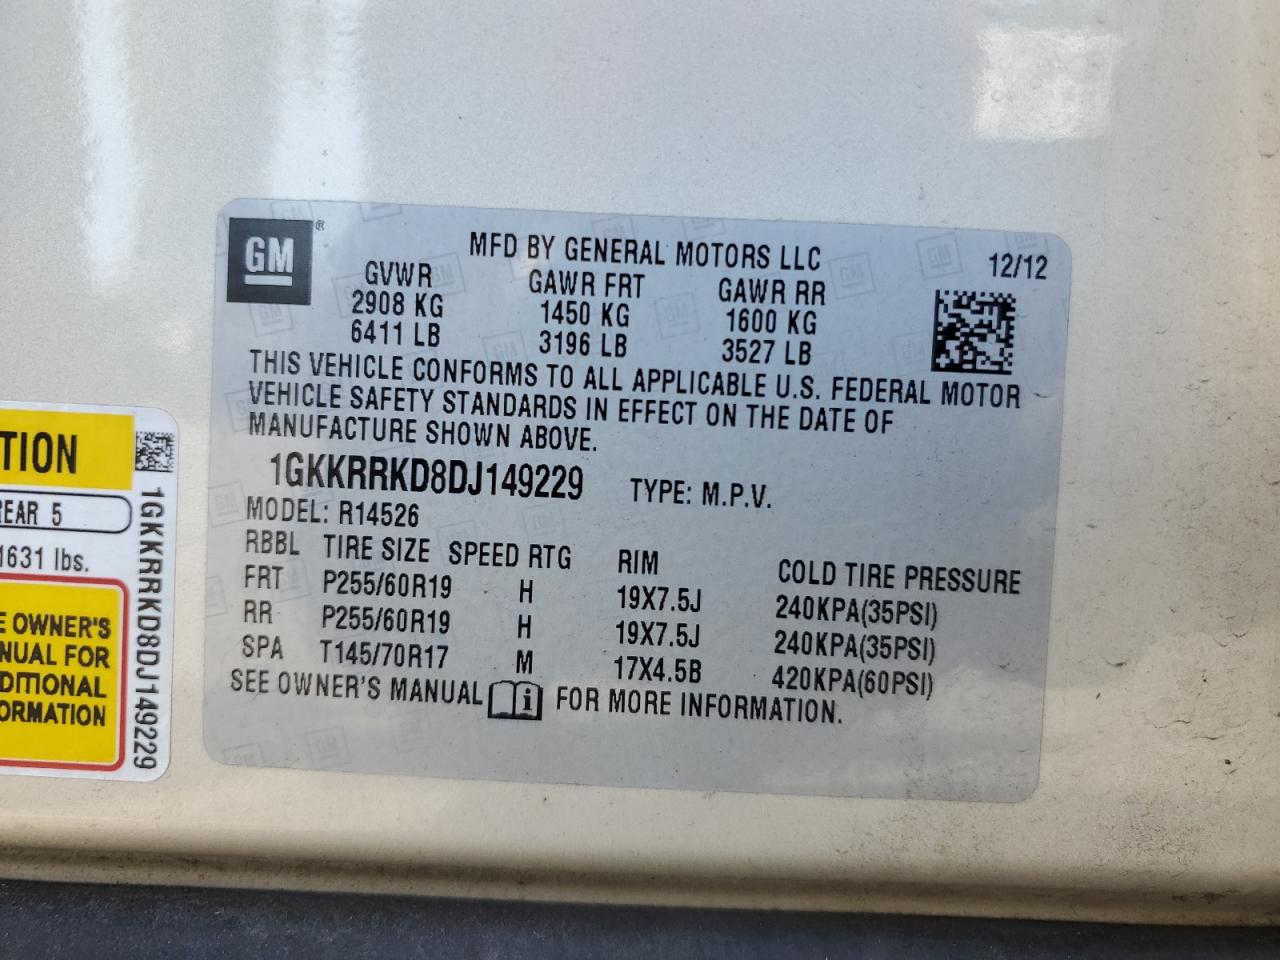 GM ®
MFD BY GENERAL MOTORS LLC 12/12
GVWR GAWR FRT GAWR RR
2908 KG 1450 KG 1600 KG
6411 LB 3196 LB 3527 LB
THIS VEHICLE CONFORMS TO ALL APPLICABLE U.S. FEDERAL MOTOR
VEHICLE SAFETY STANDARDS IN EFFECT ON THE DATE OF
MANUFACTURE SHOWN ABOVE.
1GKKRRKD8DJ149229 TYPE: M.P.V.
MODEL: R14526
RBBL TIRE SIZE SPEED RTG RIM COLD TIRE PRESSURE
FRT P255/60R19 H 19X7.5J 240KPA(35PSI)
RR P255/60R19 H 19X7.5J 240KPA(35PSI)
SPA T145/70R17 M 17X4.5B 420KPA(60PSI)
SEE OWNER'S MANUAL i FOR MORE INFORMATION.
TION
REAR 5
1631 lbs.
E OWNER'S
NUAL FOR
DITIONAL
ORMATION
1GKKRRKD8DJ149229